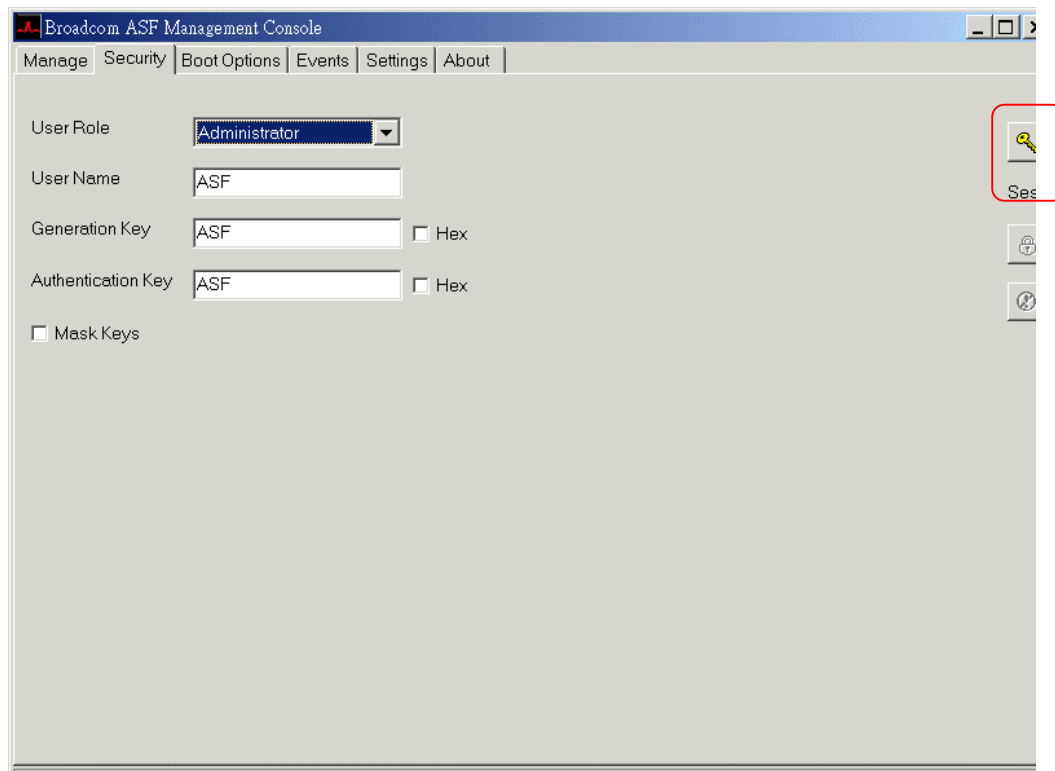 Broadcom ASF Management Console
Manage Security Boot Options Events Settings About
User Role Administrator
User Name ASF
Generation Key ASF Hex
Authentication Key ASF Hex
Mask Keys
Ses